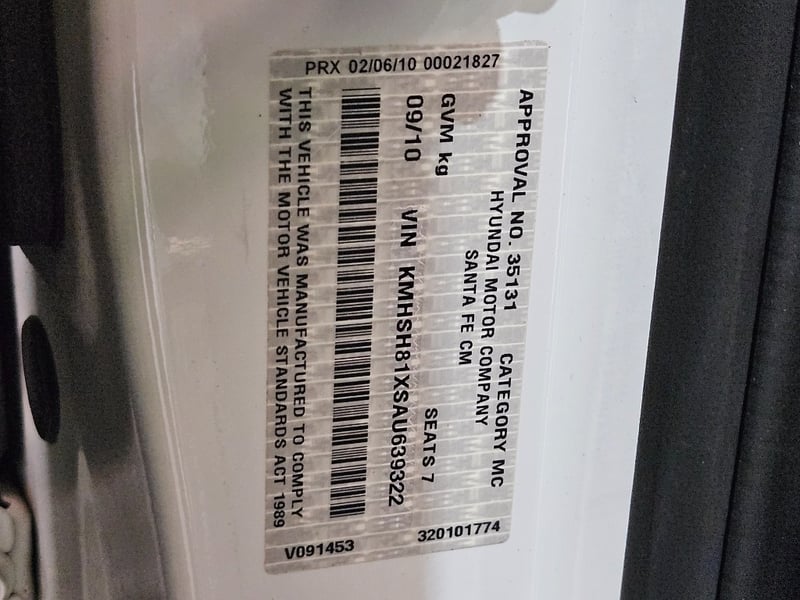 PRX 02/06/10 00021827
APPROVAL NO. 35131 CATEGORY MC
HYUNDAI MOTOR COMPANY
SANTA FE CM
GVM kg SEATS 7
09/10 VIN KMHSH81XSAU639322
THIS VEHICLE WAS MANUFACTURED TO COMPLY
WITH THE MOTOR VEHICLE STANDARDS ACT 1989
V091453 320101774